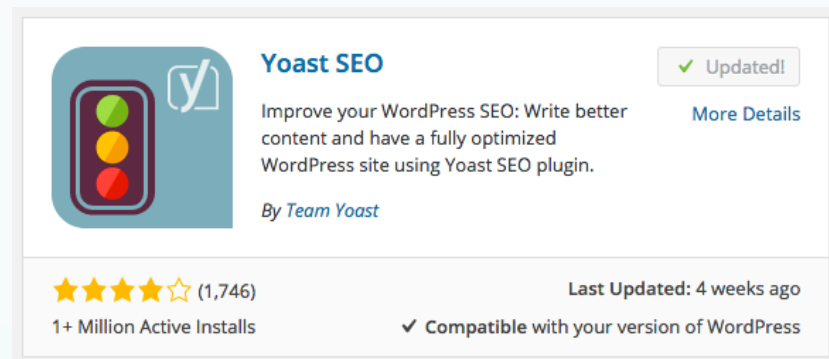 Yoast SEO
✓ Updated!
Improve your WordPress SEO: Write better
More Details
content and have a fully optimized
WordPress site using Yoast SEO plugin.
By Team Yoast
(1,746)
Last Updated: 4 weeks ago
1+ Million Active Installs
✓ Compatible with your version of WordPress